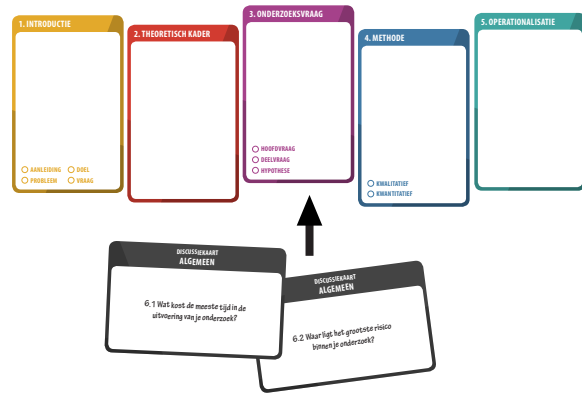 1. INTRODUCTIE
AANLEIDING DOEL
PROBLEEM VRAAG
2. THEORETISCH KADER
3. ONDERZOEKSVRAAG
HOOFDVRAAG
DEELVRAAG
HYPOTHESE
4. METHODE
KWALITATIEF
KWANTITATIEF
5. OPERATIONALISATIE
DISCUSSIEKAART
ALGEMEEN
6.1 Wat kost de meeste tijd in de
uitvoering van je onderzoek?
DISCUSSIEKAART
ALGEMEEN
6.2 Waar ligt het grootste risico
binnen je onderzoek?